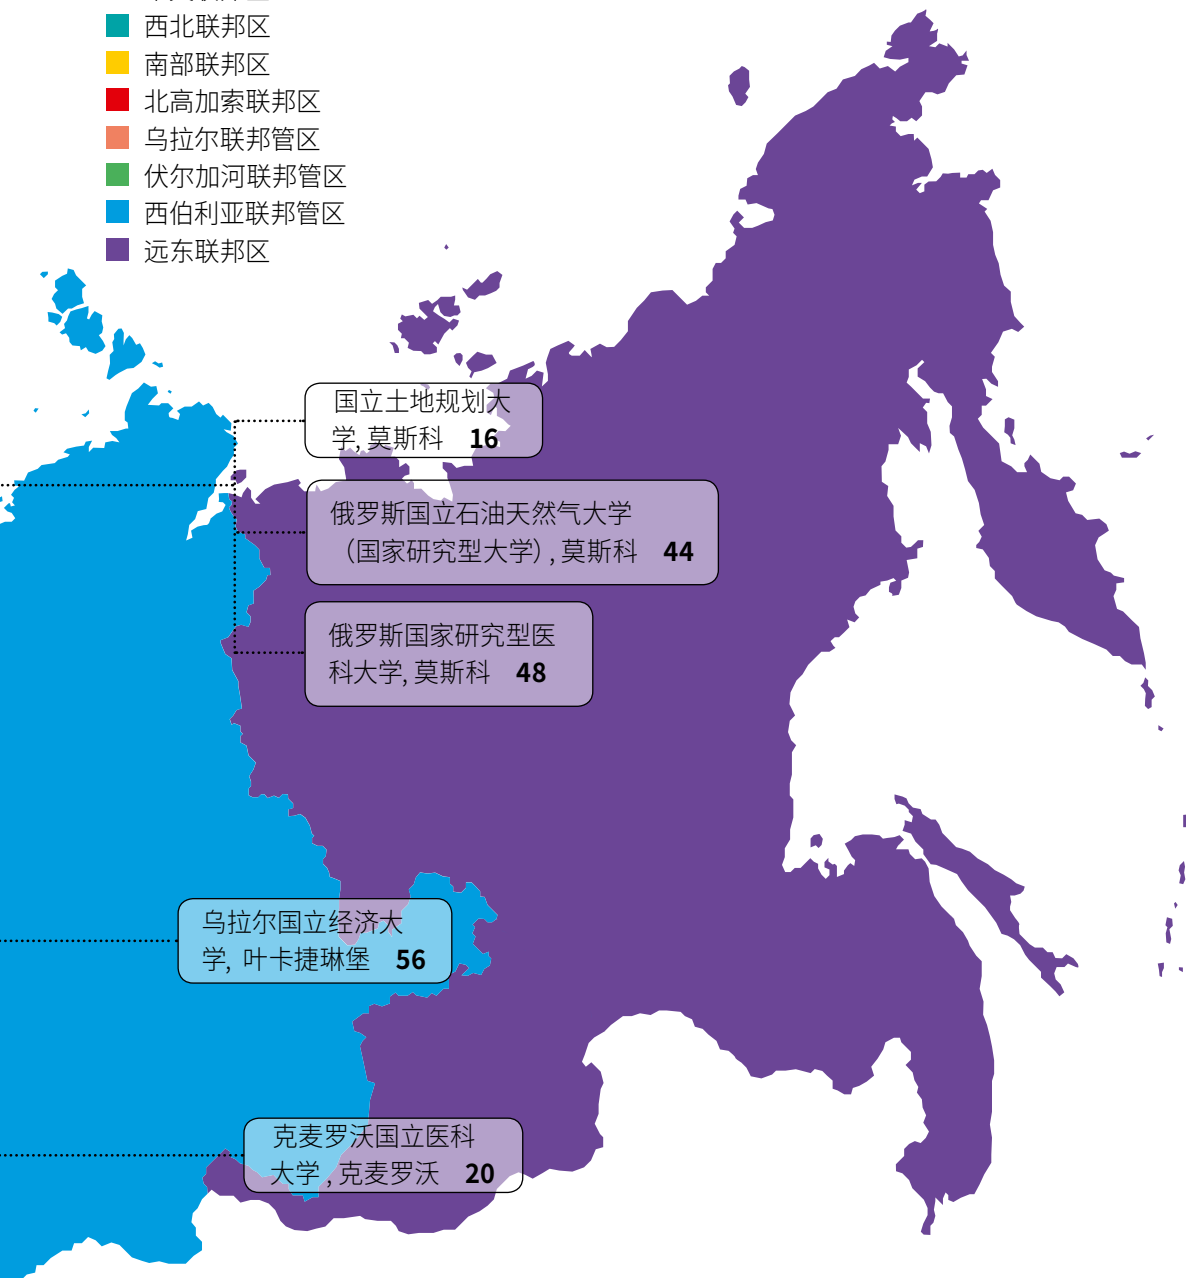 西北联邦区
南部联邦区
北高加索联邦区
乌拉尔联邦管区
伏尔加河联邦管区
西伯利亚联邦管区
远东联邦区
国立土地规划大
学, 莫斯科 16
俄罗斯国立石油天然气大学
（国家研究型大学）, 莫斯科 44
俄罗斯国家研究型医
科大学, 莫斯科 48
乌拉尔国立经济大
学, 叶卡捷琳堡 56
克麦罗沃国立医科
大学 , 克麦罗沃 20